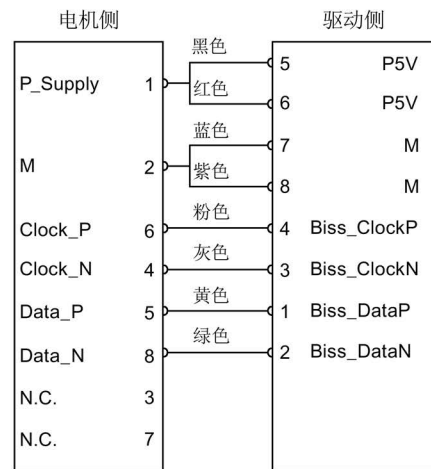 电机侧 驱动侧
黑色
P_Supply 1 5 P5V
红色
6 P5V
蓝色
7 M
M 2
紫色
8 M
粉色
Clock_P 6 4 Biss_ClockP
灰色
Clock_N 4 3 Biss_ClockN
黄色
Data_P 5 1 Biss_DataP
绿色
Data_N 8 2 Biss_DataN
N.C. 3
N.C. 7